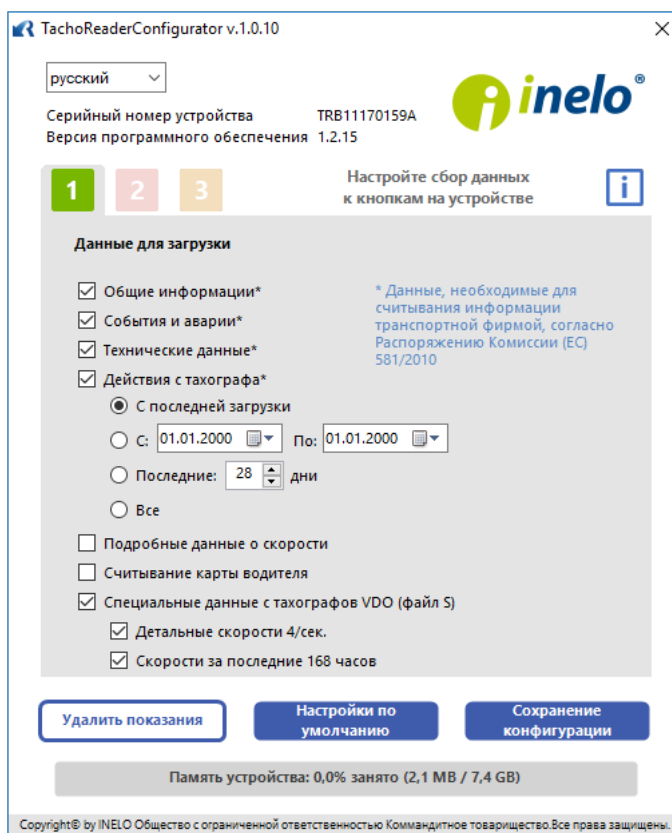 TachoReaderConfigurator v.1.0.10
русский
inelo®
Серийный номер устройства TRB11170159A
Версия программного обеспечения 1.2.15
1 2 3
Настройте сбор данных
к кнопкам на устройстве
i
Данные для загрузки
Общие информации*
События и аварии*
Технические данные*
Действия с тахографа*
* Данные, необходимые для
считывания информации
транспортной фирмой, согласно
Распоряжению Комиссии (ЕС)
581/2010
С последней загрузки
С: 01.01.2000 По: 01.01.2000
Последние: 28 дни
Все
Подробные данные о скорости
Считывание карты водителя
Специальные данные с тахографов VDO (файл S)
Детальные скорости 4/сек.
Скорости за последние 168 часов
Удалить показания
Настройки по
умолчанию
Сохранение
конфигурации
Память устройства: 0,0% занято (2,1 MB / 7,4 GB)
Copyright© by INELO Общество с ограниченной ответственностью Коммандитное товарищество.Все права защищены.